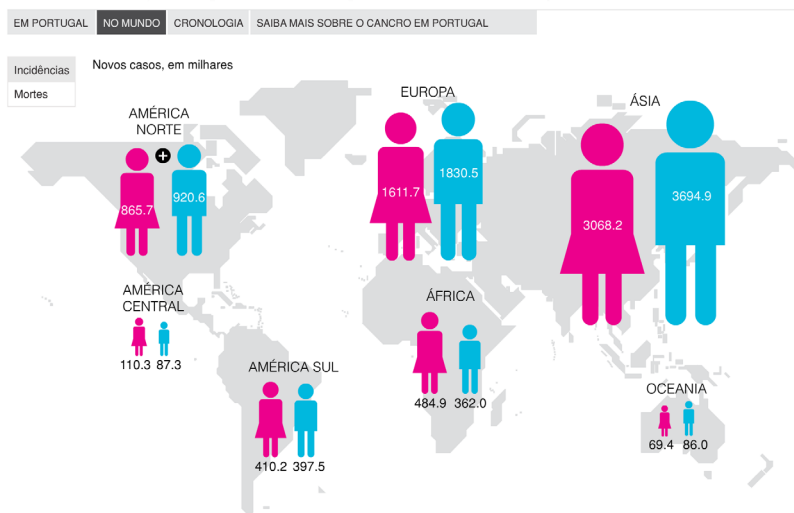 EM PORTUGAL
NO MUNDO
CRONOLOGIA
SAIBA MAIS SOBRE O CANCRO EM PORTUGAL
Incidências
Mortes
Novos casos, em milhares
AMÉRICA
NORTE
865.7
920.6
EUROPA
1611.7
1830.5
ÁSIA
3068.2
3694.9
AMÉRICA
CENTRAL
110.3 87.3
ÁFRICA
484.9 362.0
AMÉRICA SUL
410.2 397.5
OCEANIA
69.4 86.0